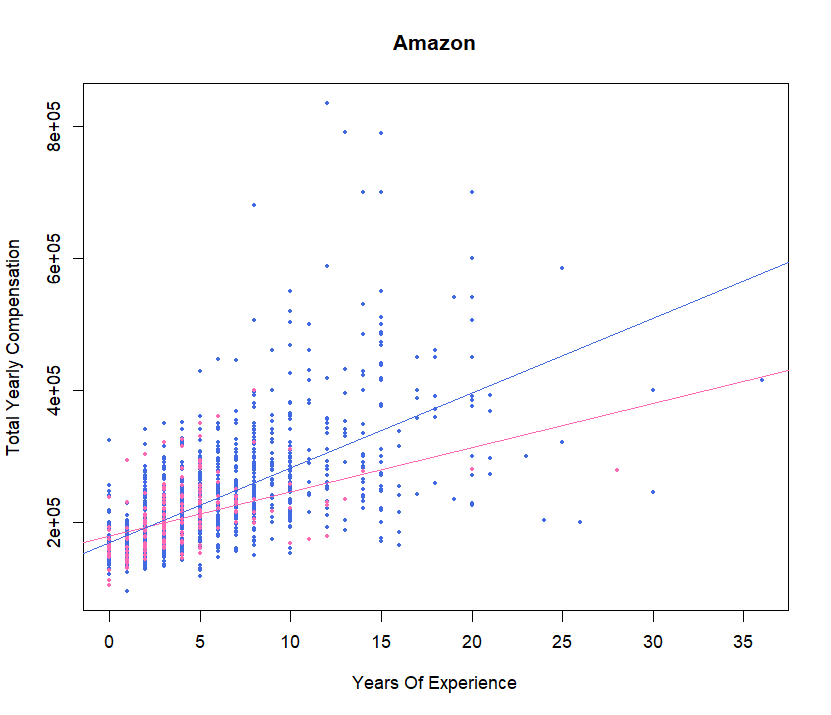 Amazon
Total Yearly Compensation
8e+05
6e+05
4e+05
2e+05
0 5 10 15 20 25 30 35
Years Of Experience